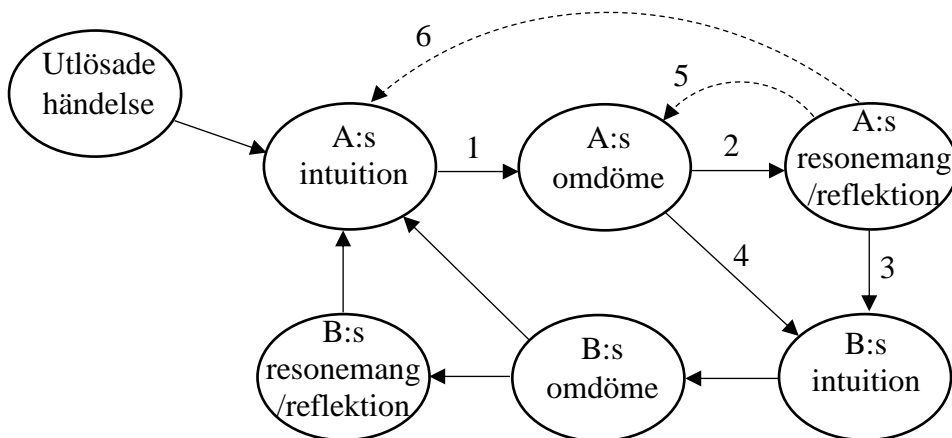 Utlösade
händelse
6
5
A:s
intuition
1
A:s
omdöme
2
A:s
resonemang
/reflektion
4
3
B:s
resonemang
/reflektion
B:s
omdöme
B:s
intuition